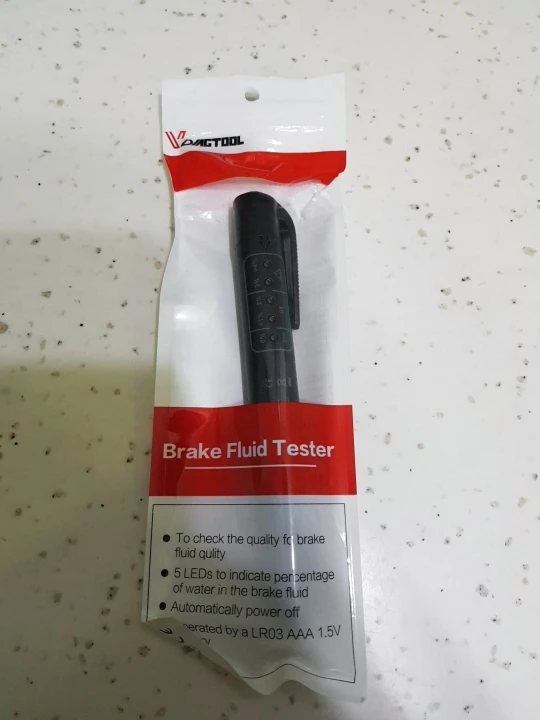 VDIAGTOOL
Brake Fluid Tester
To check the quality fo brake
fluid qulity
5 LEDs to indicate percentage
of water in the brake fluid
Automatically power off
erated by a LR03 AAA 1.5V